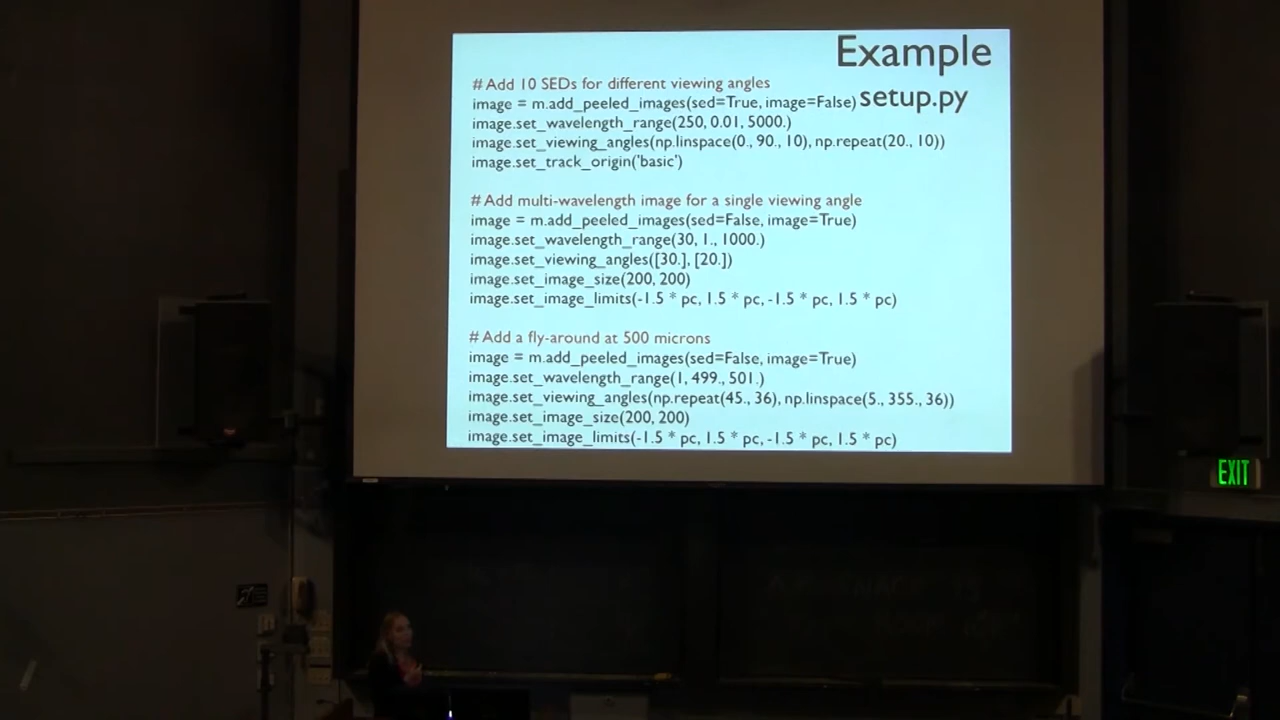 Example
setup.py
# Add 10 SEDs for different viewing angles
image = m.add_peeled_images(sed=True, image=False)
image.set_wavelength_range(250, 0.01, 5000.)
image.set_viewing_angles(np.linspace(0., 90., 10), np.repeat(20., 10))
image.set_track_origin('basic')
# Add multi-wavelength image for a single viewing angle
image = m.add_peeled_images(sed=False, image=True)
image.set_wavelength_range(30, 1., 1000.)
image.set_viewing_angles([30.], [20.])
image.set_image_size(200, 200)
image.set_image_limits(-1.5 * pc, 1.5 * pc, -1.5 * pc, 1.5 * pc)
# Add a fly-around at 500 microns
image = m.add_peeled_images(sed=False, image=True)
image.set_wavelength_range(1, 499., 501.)
image.set_viewing_angles(np.repeat(45., 36), np.linspace(5., 355., 36))
image.set_image_size(200, 200)
image.set_image_limits(-1.5 * pc, 1.5 * pc, -1.5 * pc, 1.5 * pc)
EXIT